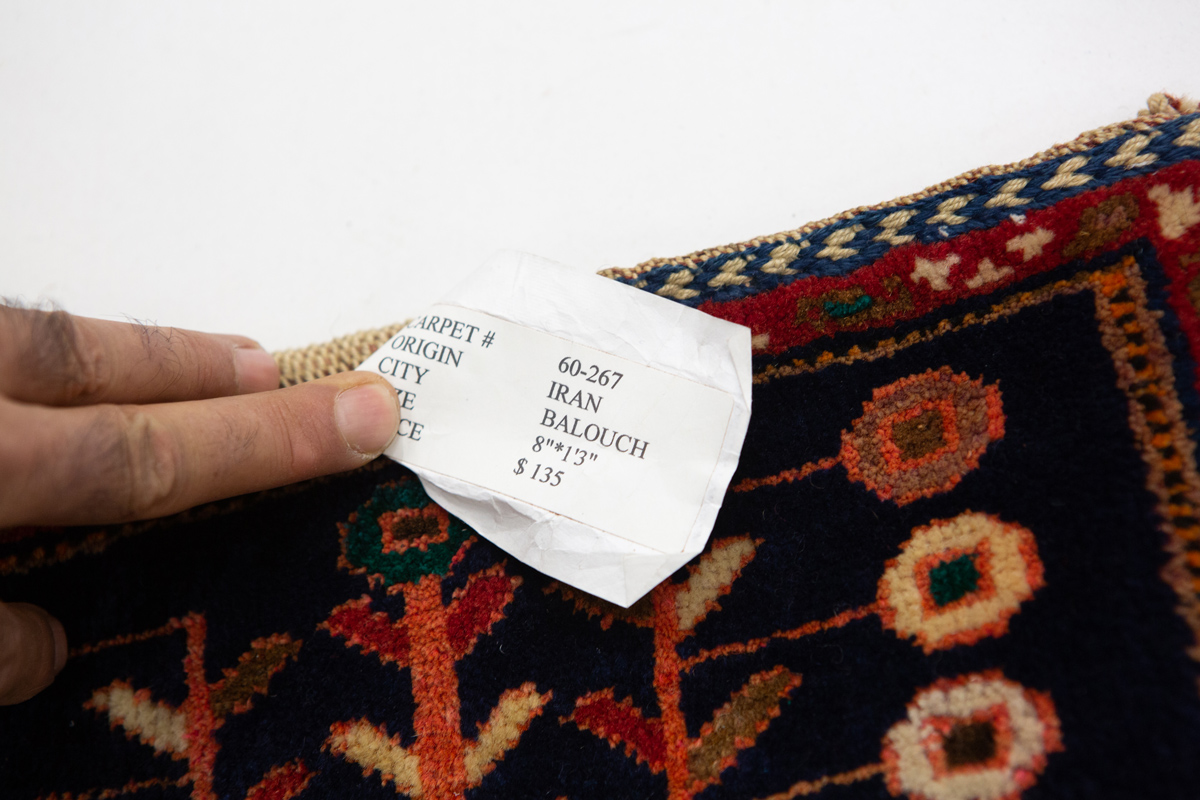 ARPET # 60-267
ORIGIN IRAN
CITY BALOUCH
ZE 8"*1'3"
CE $ 135